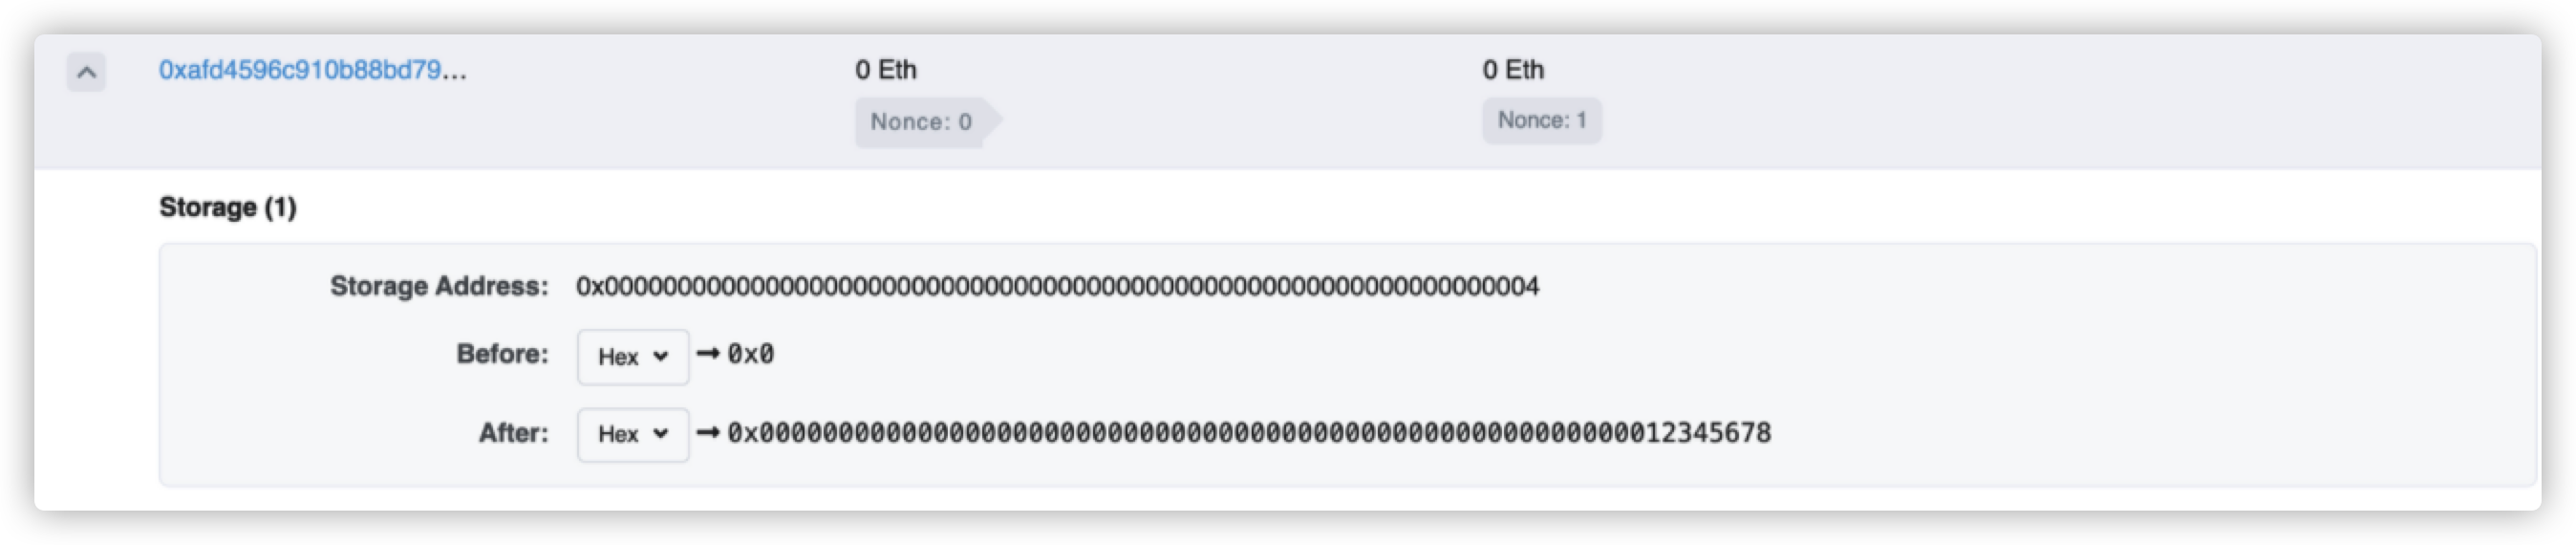 0xafd4596c910b88bd79...
0 Eth
0 Eth
Nonce: 0
Nonce: 1
Storage (1)
Storage Address: 0x0000000000000000000000000000000000000000000000000000000000000004
Before: Hex → 0x0
After: Hex → 0x0000000000000000000000000000000000000000000000000000000012345678